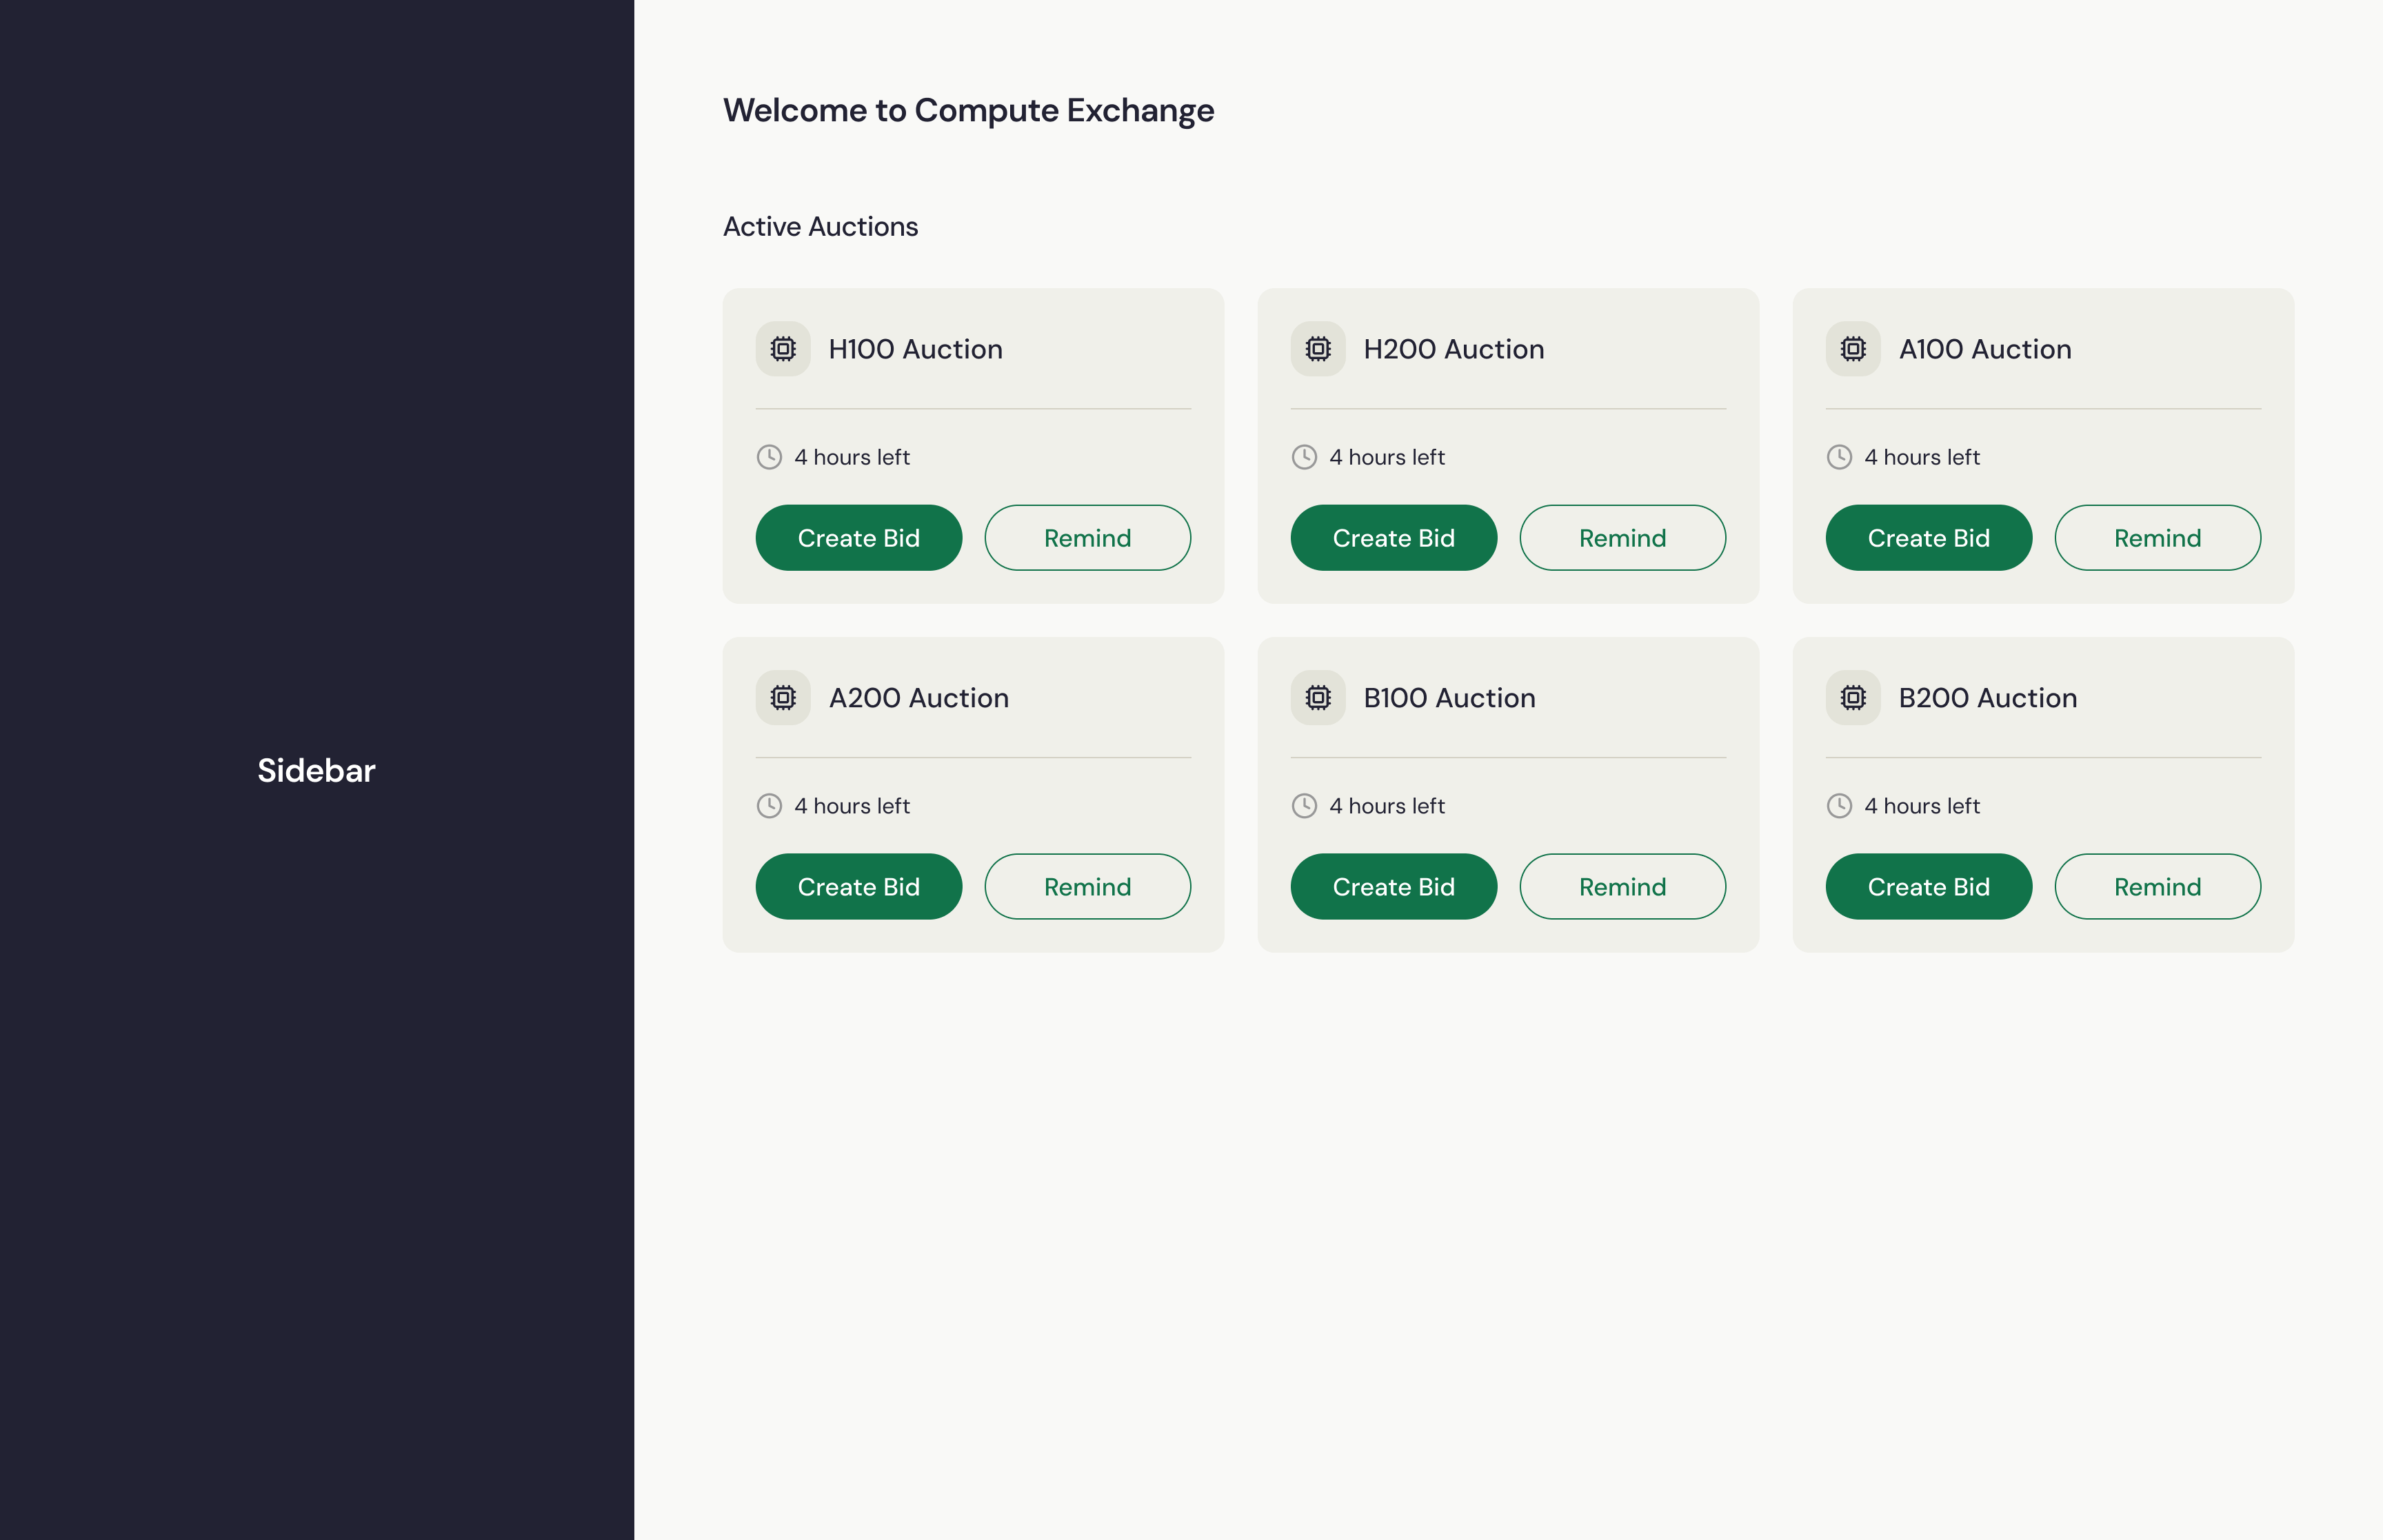 Sidebar
Welcome to Compute Exchange
Active Auctions
H100 Auction
4 hours left
Create Bid
Remind
H200 Auction
4 hours left
Create Bid
Remind
A100 Auction
4 hours left
Create Bid
Remind
A200 Auction
4 hours left
Create Bid
Remind
B100 Auction
4 hours left
Create Bid
Remind
B200 Auction
4 hours left
Create Bid
Remind